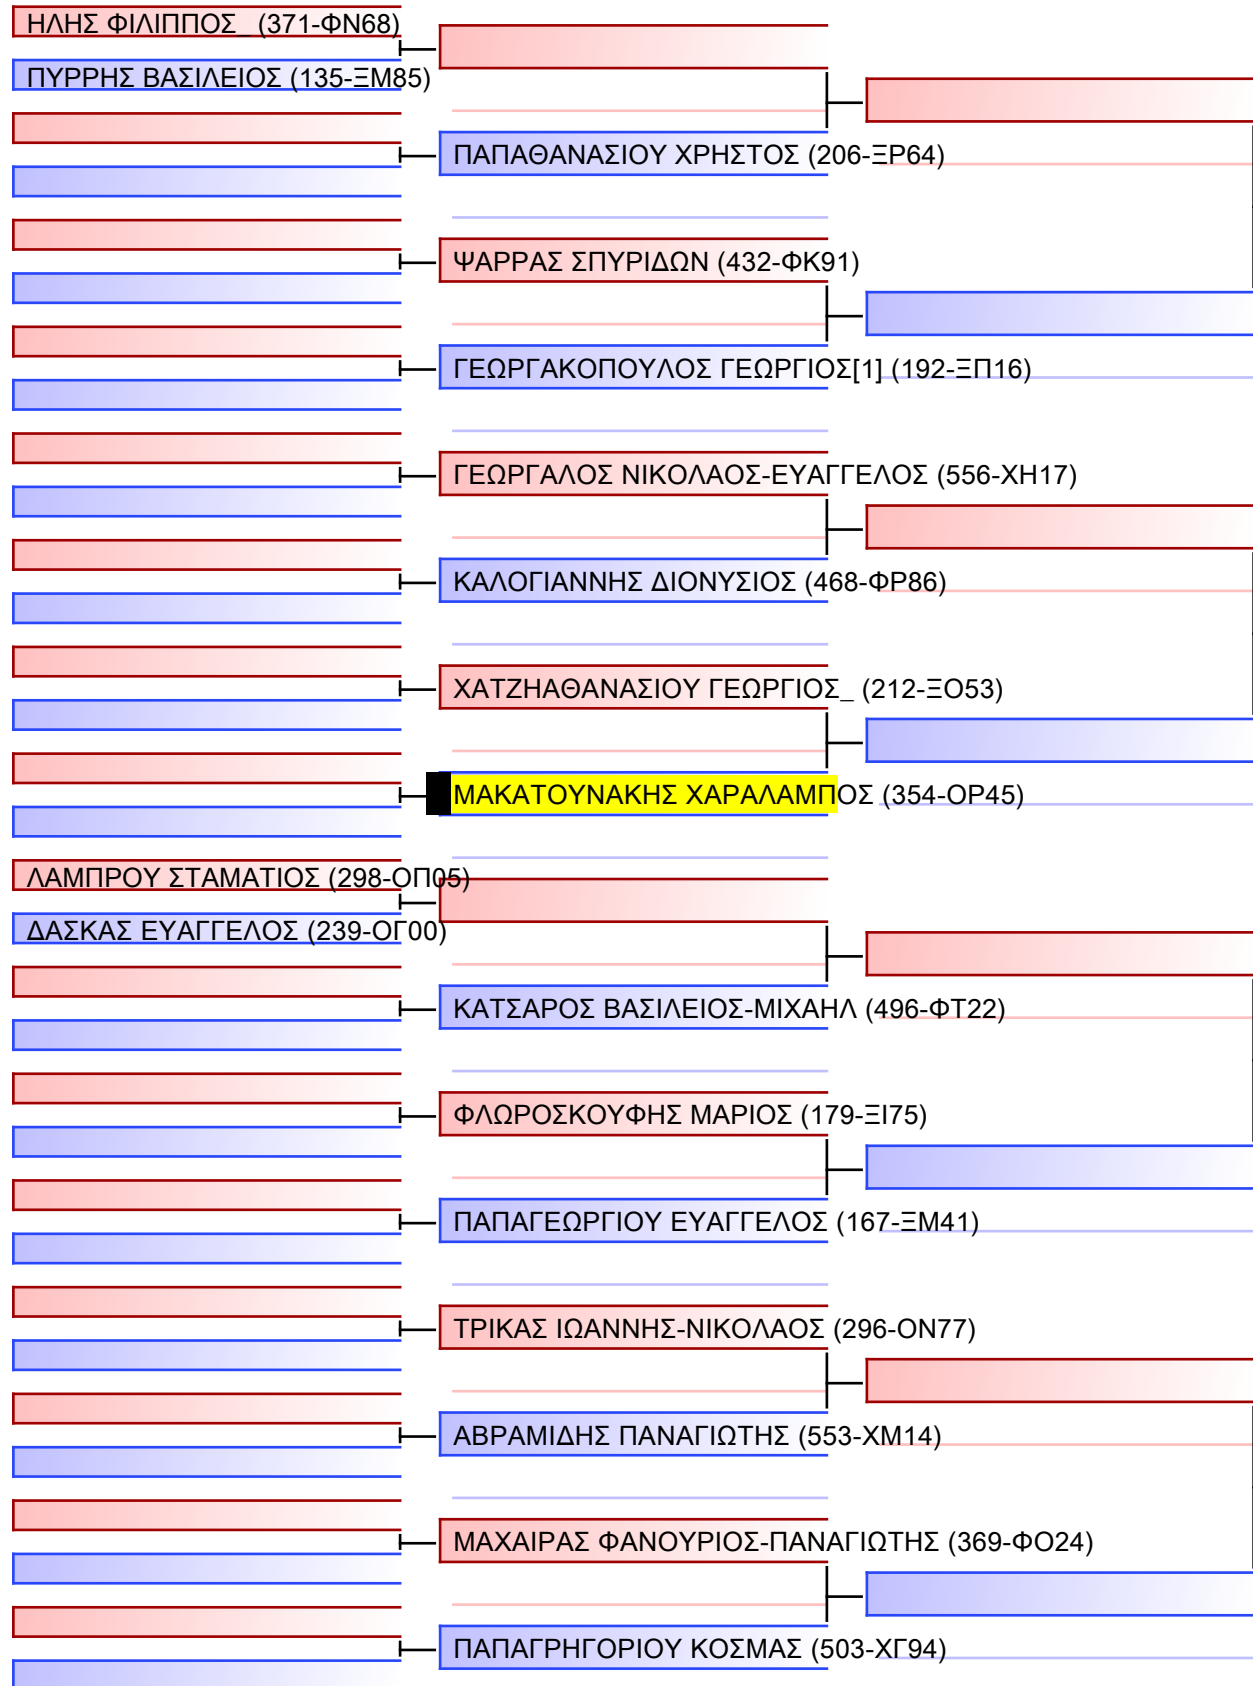 ΗΛΗΣ ΦΙΛΙΠΠΟΣ_ (371-ΦΝ68)
ΠΥΡΡΗΣ ΒΑΣΙΛΕΙΟΣ (135-ΞΜ85)
ΠΑΠΑΘΑΝΑΣΙΟΥ ΧΡΗΣΤΟΣ (206-ΞΡ64)
ΨΑΡΡΑΣ ΣΠΥΡΙΔΩΝ (432-ΦΚ91)
ΓΕΩΡΓΑΚΟΠΟΥΛΟΣ ΓΕΩΡΓΙΟΣ[1] (192-ΞΠ16)
ΓΕΩΡΓΑΛΟΣ ΝΙΚΟΛΑΟΣ-ΕΥΑΓΓΕΛΟΣ (556-ΧΗ17)
ΚΑΛΟΓΙΑΝΝΗΣ ΔΙΟΝΥΣΙΟΣ (468-ΦΡ86)
ΧΑΤΖΗΑΘΑΝΑΣΙΟΥ ΓΕΩΡΓΙΟΣ_ (212-ΞΟ53)
ΜΑΚΑΤΟΥΝΑΚΗΣ ΧΑΡΑΛΑΜΠΟΣ (354-ΟΡ45)
ΛΑΜΠΡΟΥ ΣΤΑΜΑΤΙΟΣ (298-ΟΠ05)
ΔΑΣΚΑΣ ΕΥΑΓΓΕΛΟΣ (239-ΟΓ00)
ΚΑΤΣΑΡΟΣ ΒΑΣΙΛΕΙΟΣ-ΜΙΧΑΗΛ (496-ΦΤ22)
ΦΛΩΡΟΣΚΟΥΦΗΣ ΜΑΡΙΟΣ (179-ΞΙ75)
ΠΑΠΑΓΕΩΡΓΙΟΥ ΕΥΑΓΓΕΛΟΣ (167-ΞΜ41)
ΤΡΙΚΑΣ ΙΩΑΝΝΗΣ-ΝΙΚΟΛΑΟΣ (296-ΟΝ77)
ΑΒΡΑΜΙΔΗΣ ΠΑΝΑΓΙΩΤΗΣ (553-ΧΜ14)
ΜΑΧΑΙΡΑΣ ΦΑΝΟΥΡΙΟΣ-ΠΑΝΑΓΙΩΤΗΣ (369-ΦΟ24)
ΠΑΠΑΓΡΗΓΟΡΙΟΥ ΚΟΣΜΑΣ (503-ΧΓ94)